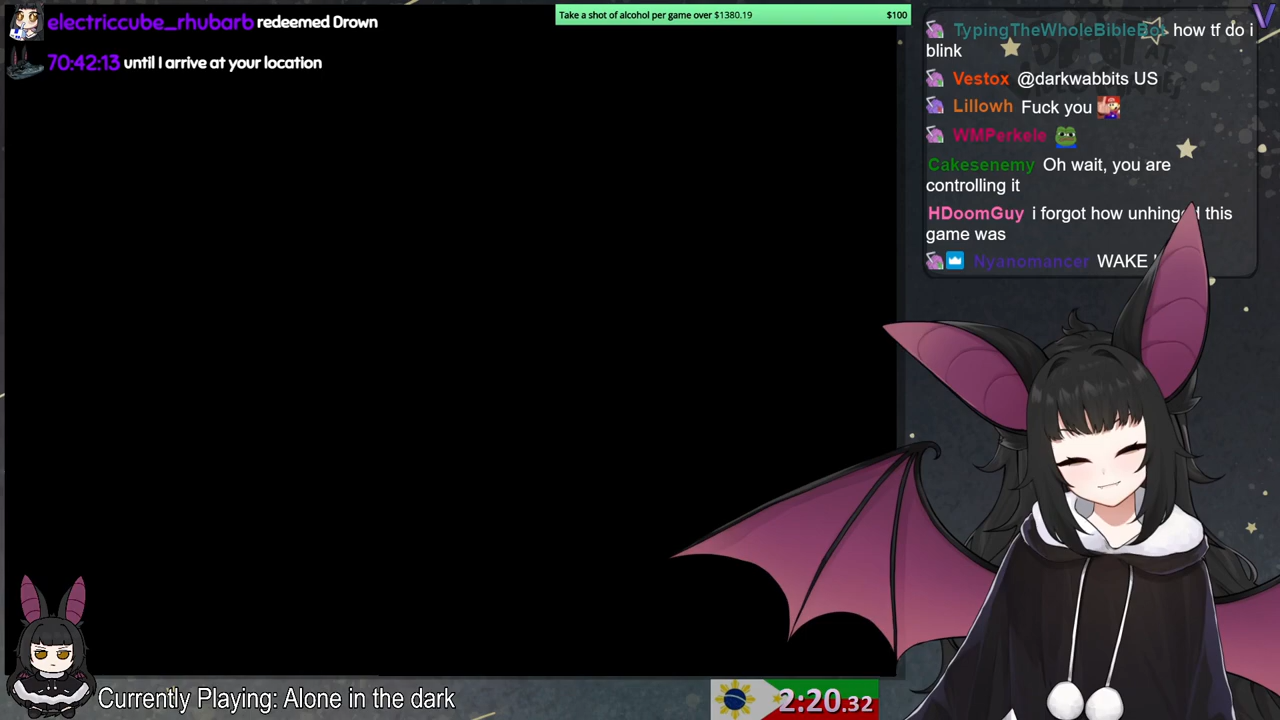 electriccube_rhubarb redeemed Drown
70:42:13 until I arrive at your location
Take a shot of alcohol per game over $1380.19 $100
TypingTheWholeBibleBot how tf do i
blink
Vestox @darkwabbits US
Lillowh Fuck you
WMPerkele
Cakesenemy Oh wait, you are
controlling it
HDoomGuy i forgot how unhinged this
game was
Nyanomancer WAKE
Currently Playing: Alone in the dark
2:20.32